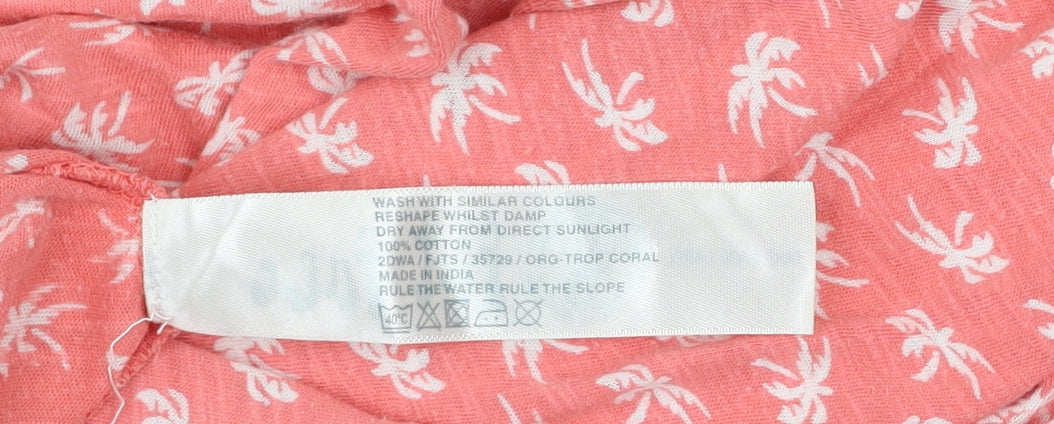 WASH WITH SIMILAR COLOURS
RESHAPE WHILST DAMP
DRY AWAY FROM DIRECT SUNLIGHT
100% COTTON
2DWA / FJTS / 35729 / ORG-TROP CORAL
MADE IN INDIA
RULE THE WATER RULE THE SLOPE
40°C